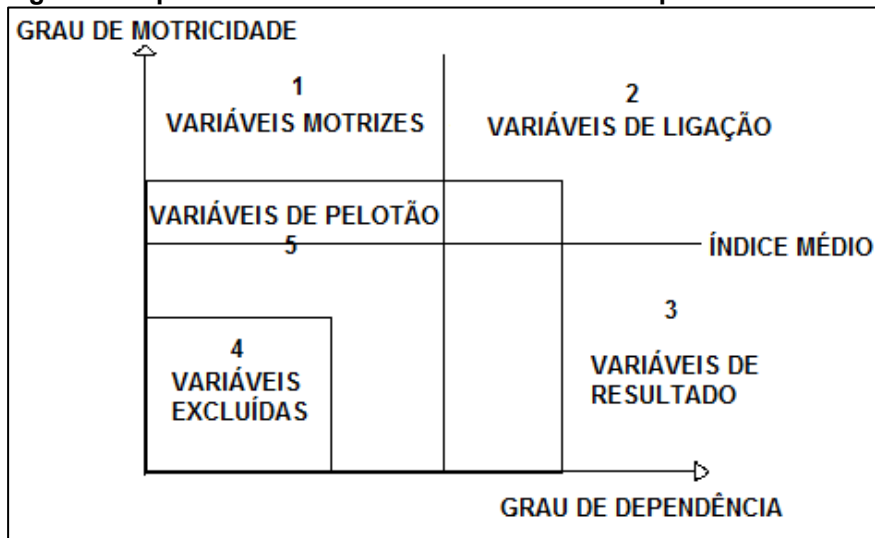 GRAU DE MOTRICIDADE
1
VARIÁVEIS MOTRIZES
2
VARIÁVEIS DE LIGAÇÃO
VARIÁVEIS DE PELOTÃO
5
ÍNDICE MÉDIO
3
VARIÁVEIS DE
RESULTADO
4
VARIÁVEIS
EXCLUÍDAS
GRAU DE DEPENDÊNCIA